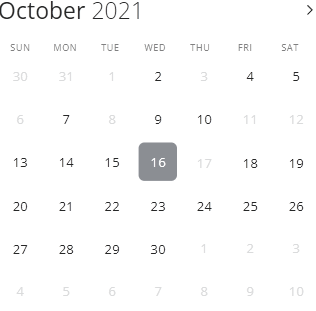 October 2021
SUN MON TUE WED THU FRI SAT
30 31 1 2 3 4 5
6 7 8 9 10 11 12
13 14 15 16 17 18 19
20 21 22 23 24 25 26
27 28 29 30 1 2 3
4 5 6 7 8 9 10